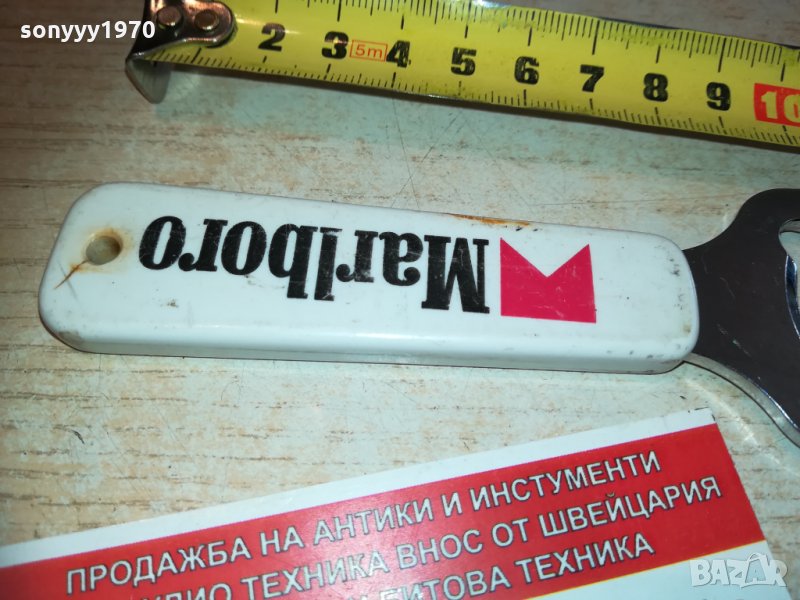 sonyyy1970
2 3 5m 4 5 6 7 8 9 10
Marlboro
ПРОДАЖБА НА АНТИКИ И ИНСТУМЕНТИ
ТЕХНИКА ВНОС ОТ ШВЕЙЦАРИЯ
БИТОВА ТЕХНИКА
BAZAR